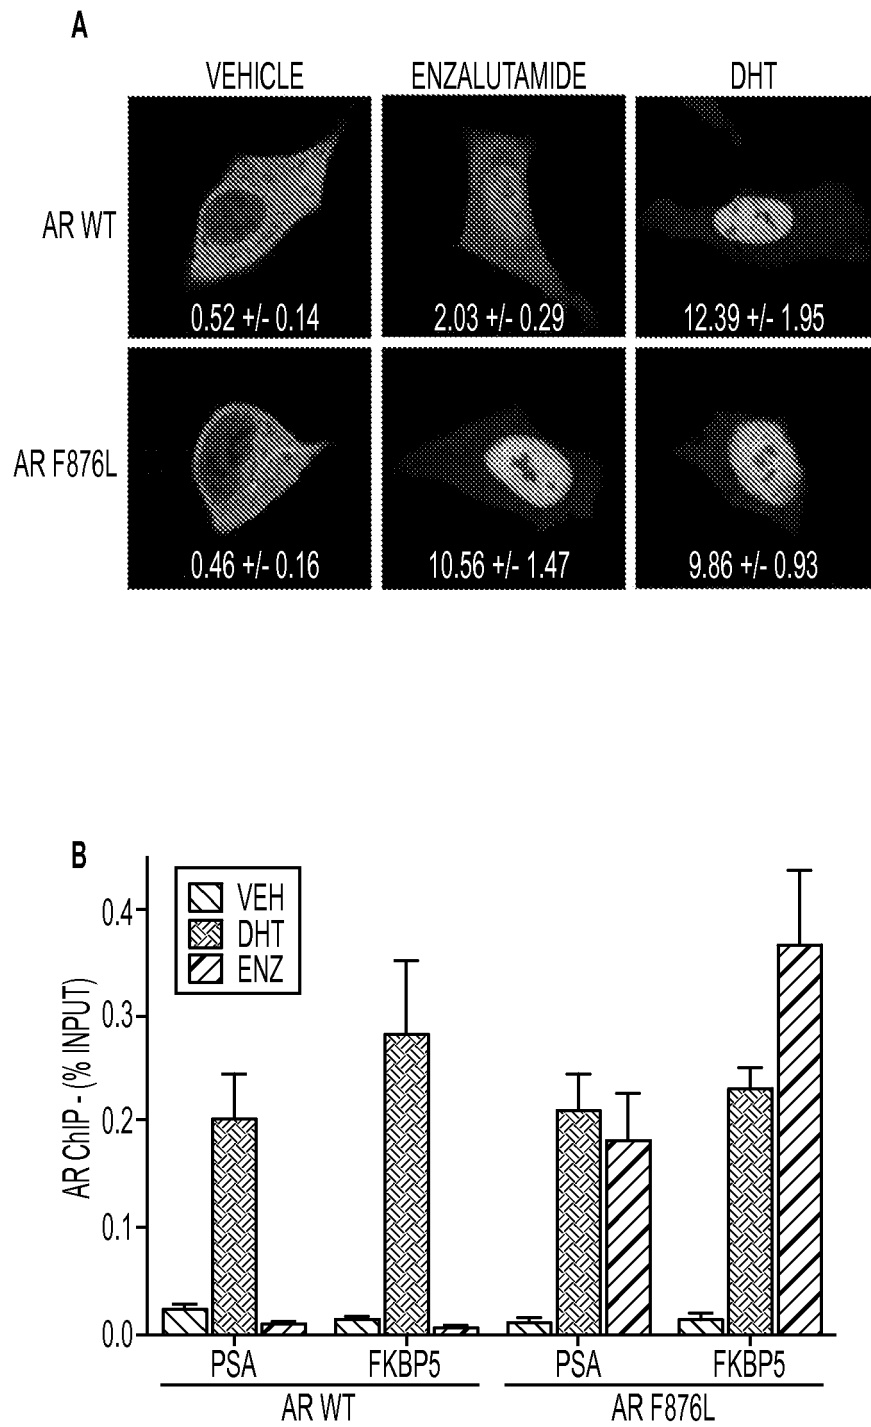 A
VEHICLE ENZALUTAMIDE DHT
AR WT
0.52 +/- 0.14 2.03 +/- 0.29 12.39 +/- 1.95
AR F876L
0.46 +/- 0.16 10.56 +/- 1.47 9.86 +/- 0.93
B
VEH
DHT
ENZ
AR ChIP - (% INPUT)
0.4
0.3
0.2
0.1
0.0
PSA FKBP5 PSA FKBP5
AR WT AR F876L